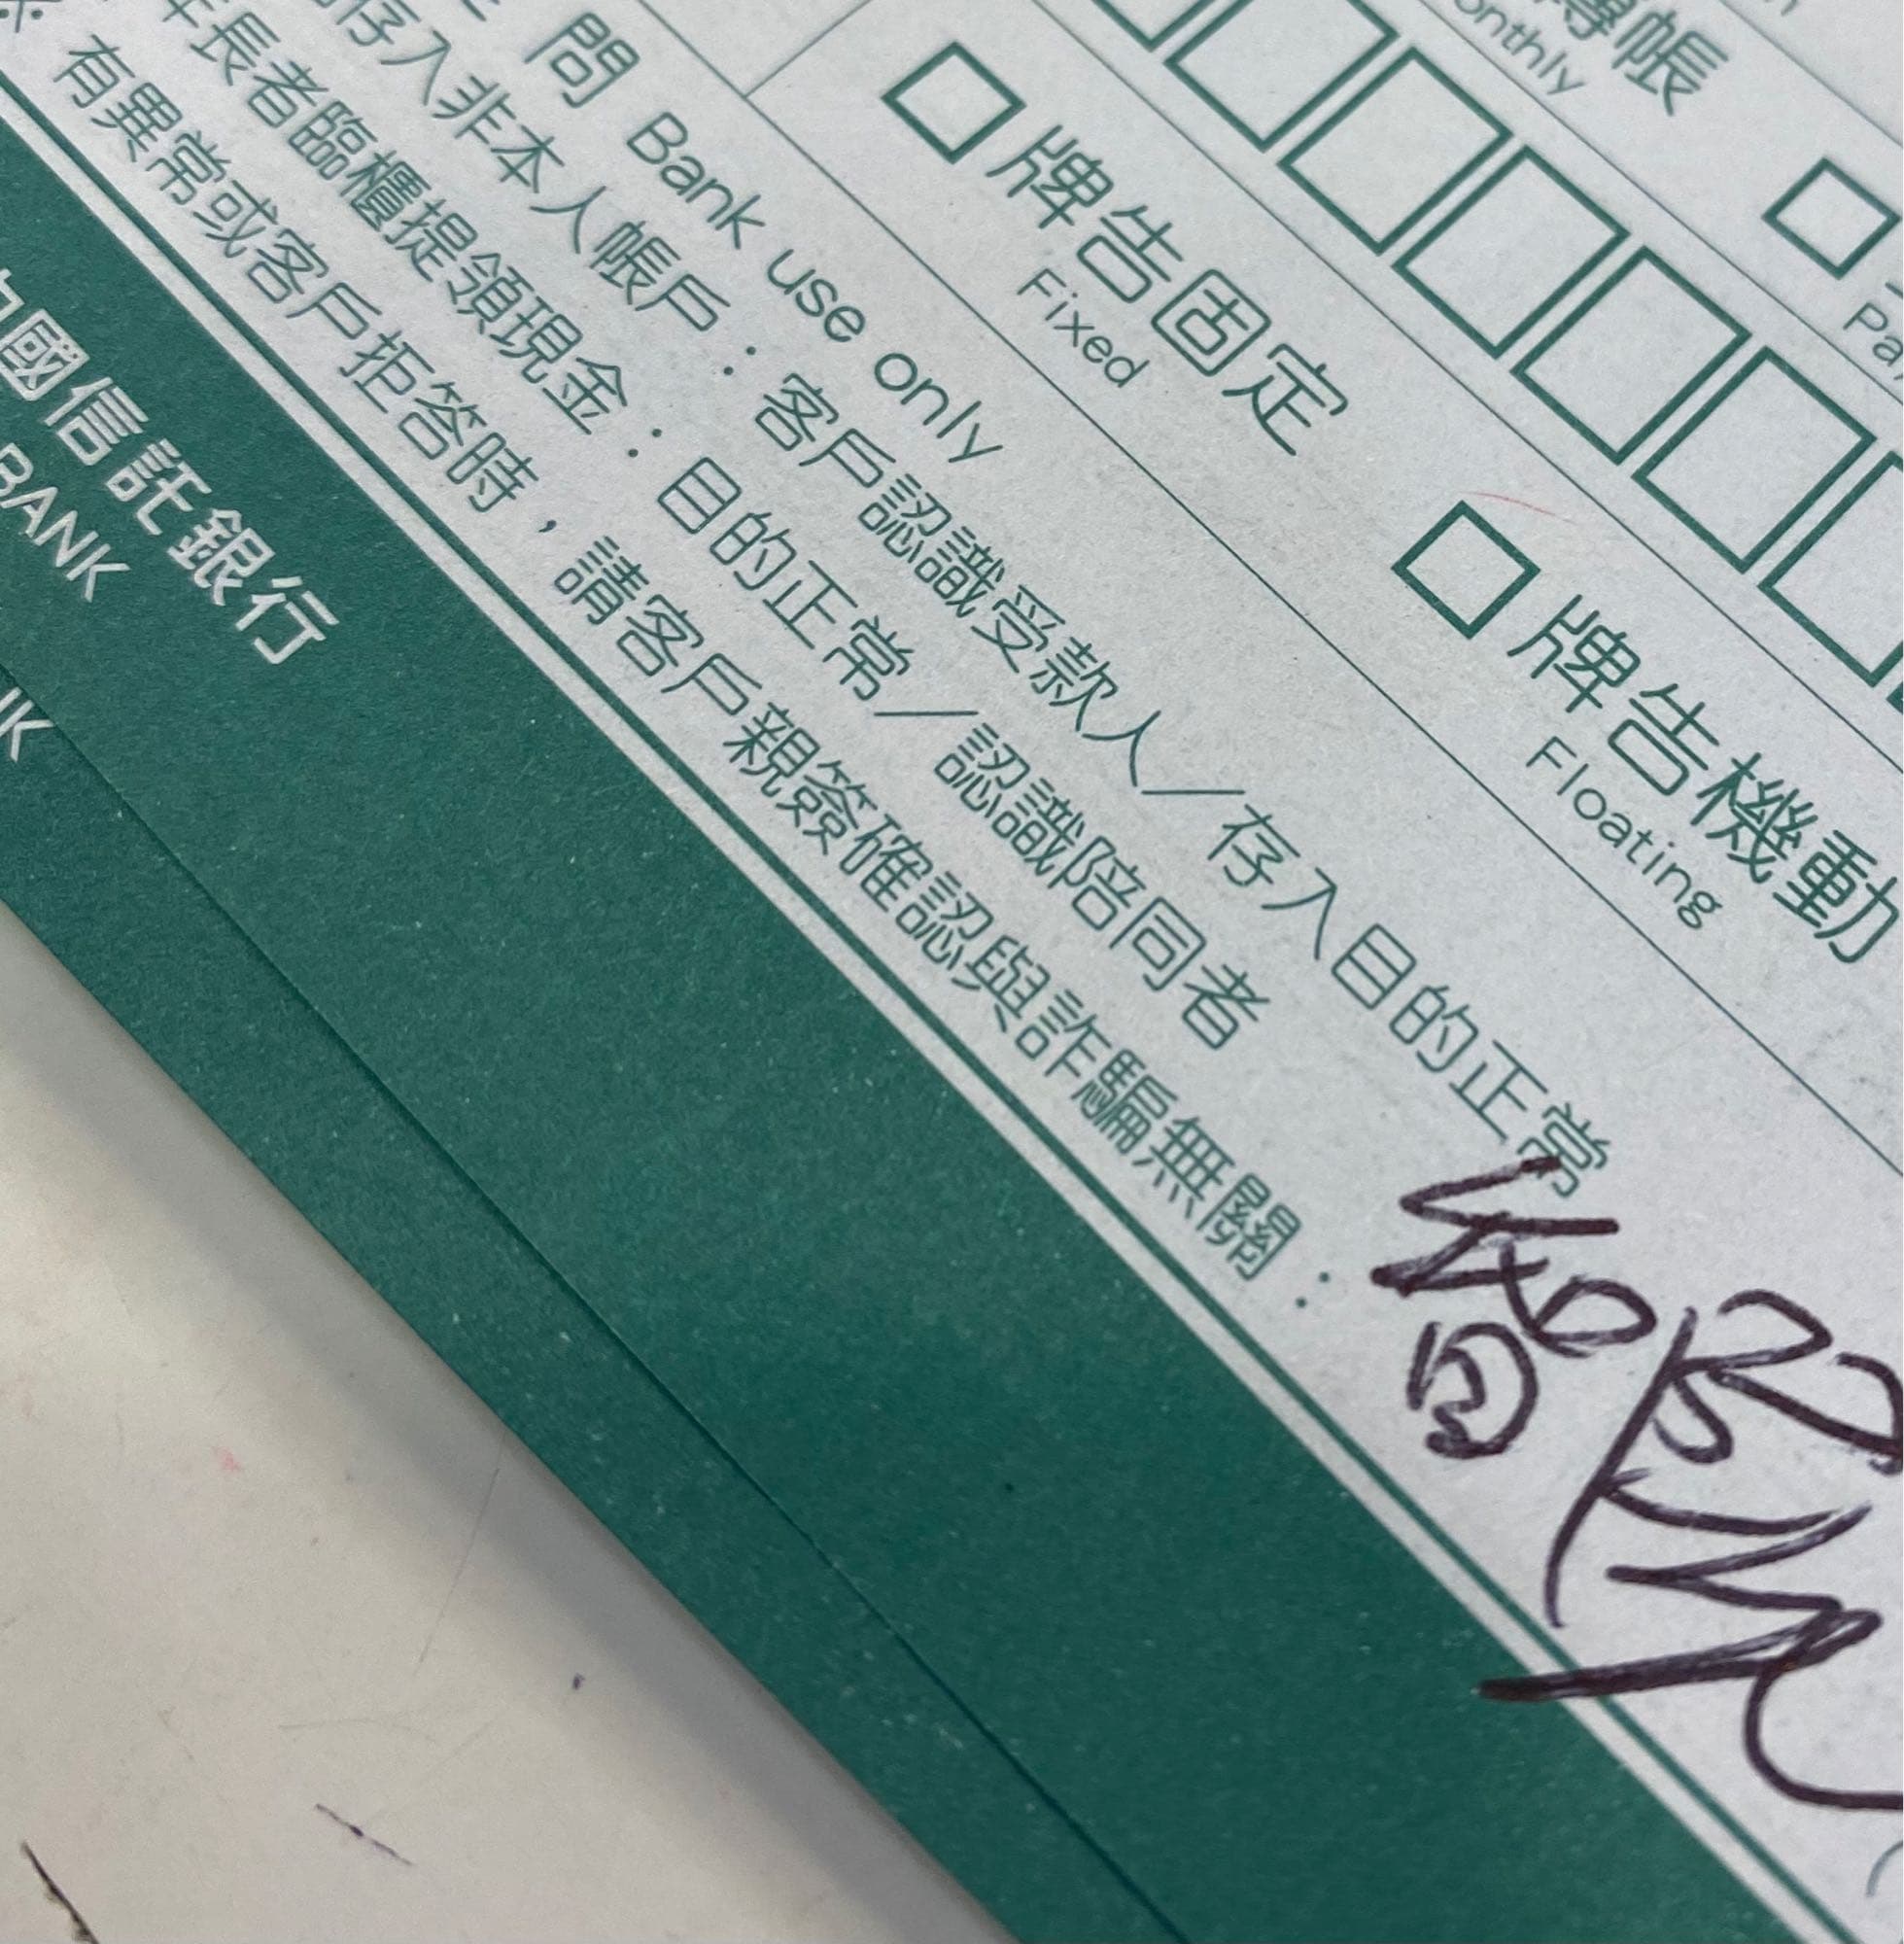 轉帳
onthly
牌告固定
Fixed
牌告機動
Floating
問 Bank use only
存入非本人帳戶：客戶認識受款人／存入目的正常
年長者臨櫃提領現金：目的正常／認識陪同者
※ 有異常或客戶拒答時，請客戶親簽確認與詐騙無關：
中國信託銀行
BANK